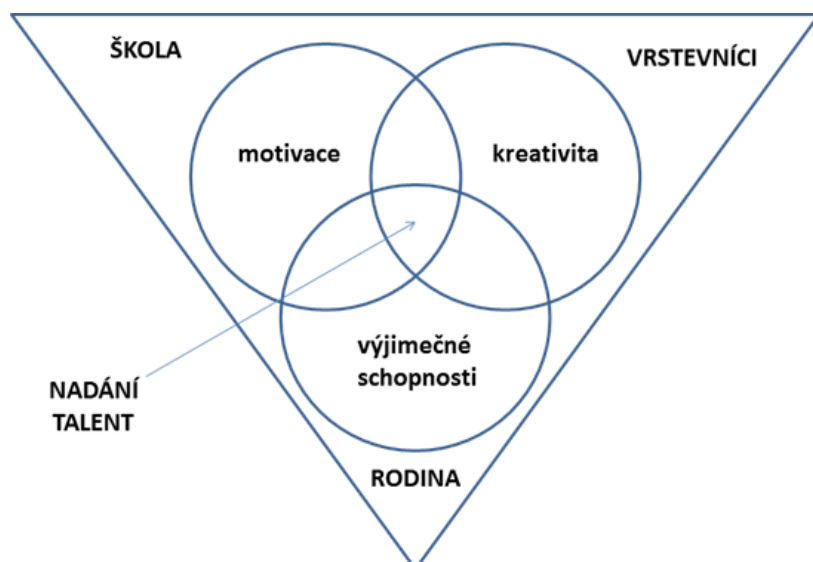 ŠKOLA
VRSTEVNÍCI
motivace
kreativita
výjimečné
schopnosti
NADÁNÍ
TALENT
RODINA